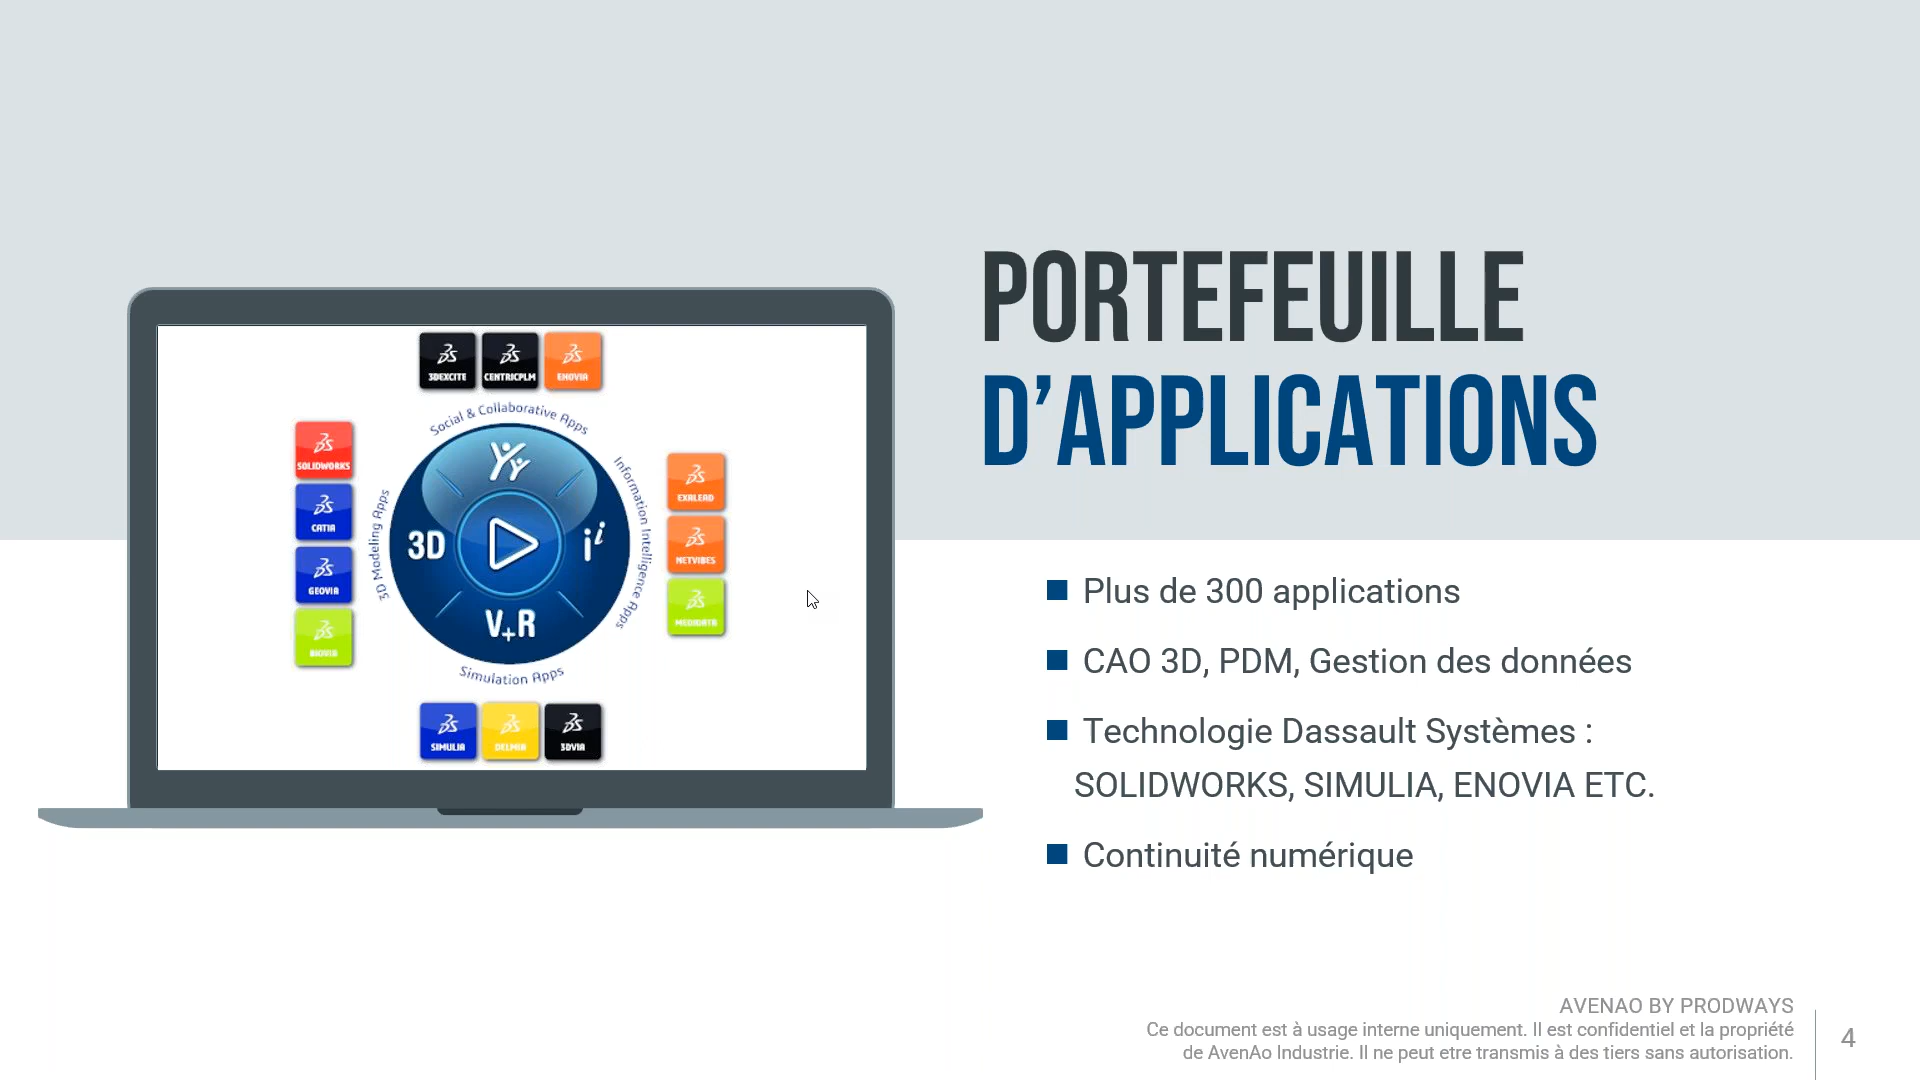 PORTEFEUILLE
D’APPLICATIONS
3DEXCITE
CENTRICPLM
ENOVIA
Social & Collaborative Apps
SOLIDWORKS
CATIA
GEOVIA
BIOVIA
3D Modeling Apps
3D
i i
V+R
Information Intelligence Apps
EXALEAD
NETVIBES
MEDIDATA
Simulation Apps
SIMULIA
DELMIA
3DVIA
Plus de 300 applications
CAO 3D, PDM, Gestion des données
Technologie Dassault Systèmes :
SOLIDWORKS, SIMULIA, ENOVIA ETC.
Continuité numérique
AVENAO BY PRODWAYS
Ce document est à usage interne uniquement. Il est confidentiel et la propriété
de AvenAo Industrie. Il ne peut etre transmis à des tiers sans autorisation.
4